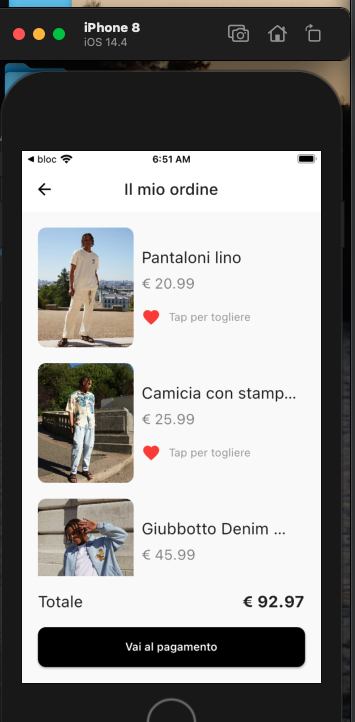 iPhone 8
iOS 14.4
◀ bloc
6:51 AM
Il mio ordine
Pantaloni lino
€ 20.99
Tap per togliere
Camicia con stamp...
€ 25.99
Tap per togliere
Giubbotto Denim ...
€ 45.99
Totale
€ 92.97
Vai al pagamento